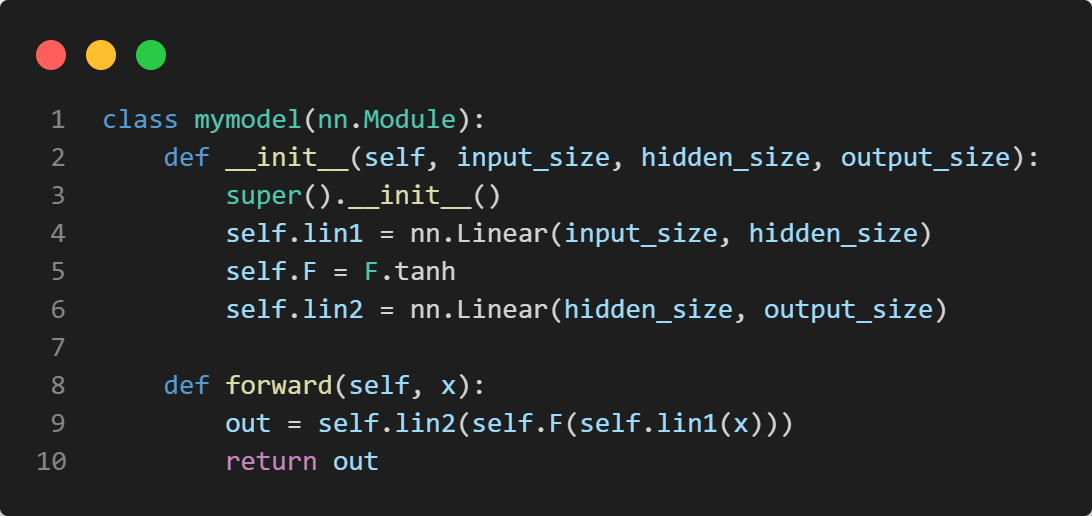 1 class mymodel(nn.Module):
2     def __init__(self, input_size, hidden_size, output_size):
3         super().__init__()
4         self.lin1 = nn.Linear(input_size, hidden_size)
5         self.F = F.tanh
6         self.lin2 = nn.Linear(hidden_size, output_size)
7
8     def forward(self, x):
9         out = self.lin2(self.F(self.lin1(x)))
10         return out